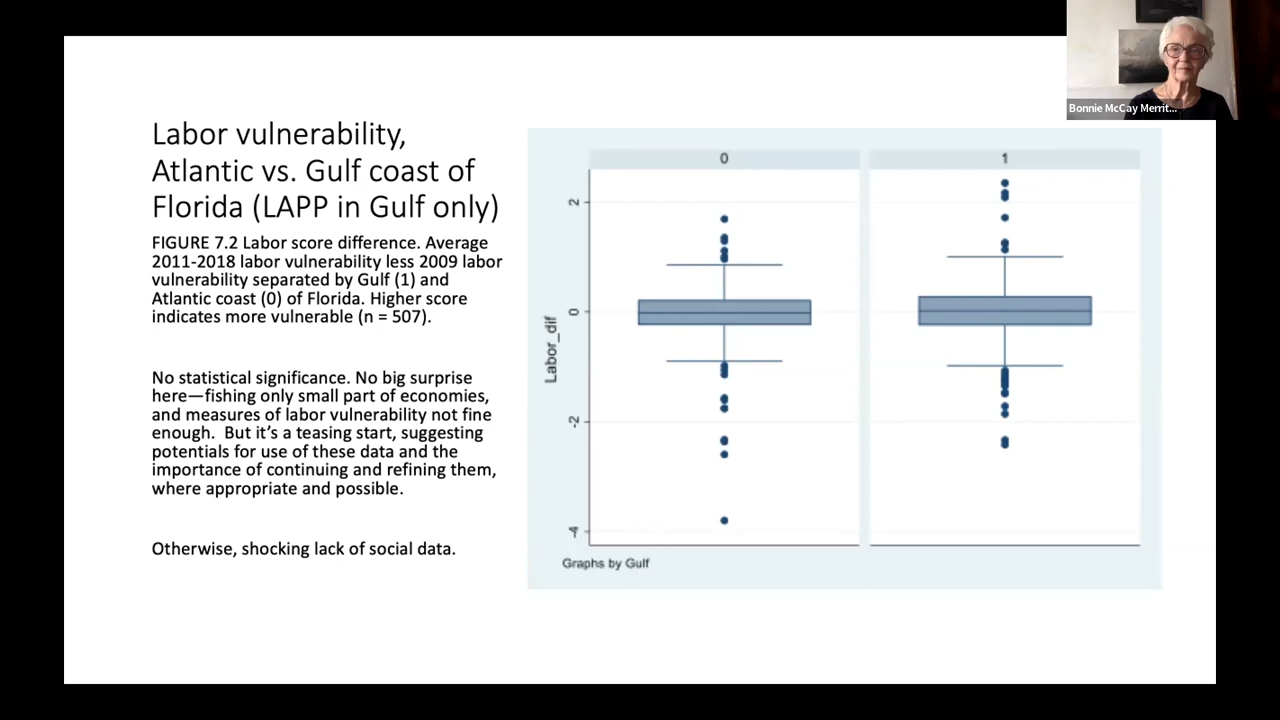 Bonnie McCay Merrit...
Labor vulnerability,
Atlantic vs. Gulf coast of
Florida (LAPP in Gulf only)
FIGURE 7.2 Labor score difference. Average
2011-2018 labor vulnerability less 2009 labor
vulnerability separated by Gulf (1) and
Atlantic coast (0) of Florida. Higher score
indicates more vulnerable (n = 507).
No statistical significance. No big surprise
here—fishing only small part of economies,
and measures of labor vulnerability not fine
enough.  But it’s a teasing start, suggesting
potentials for use of these data and the
importance of continuing and refining them,
where appropriate and possible.
Otherwise, shocking lack of social data.
0
1
2
0
-2
-4
Labor_dif
Graphs by Gulf